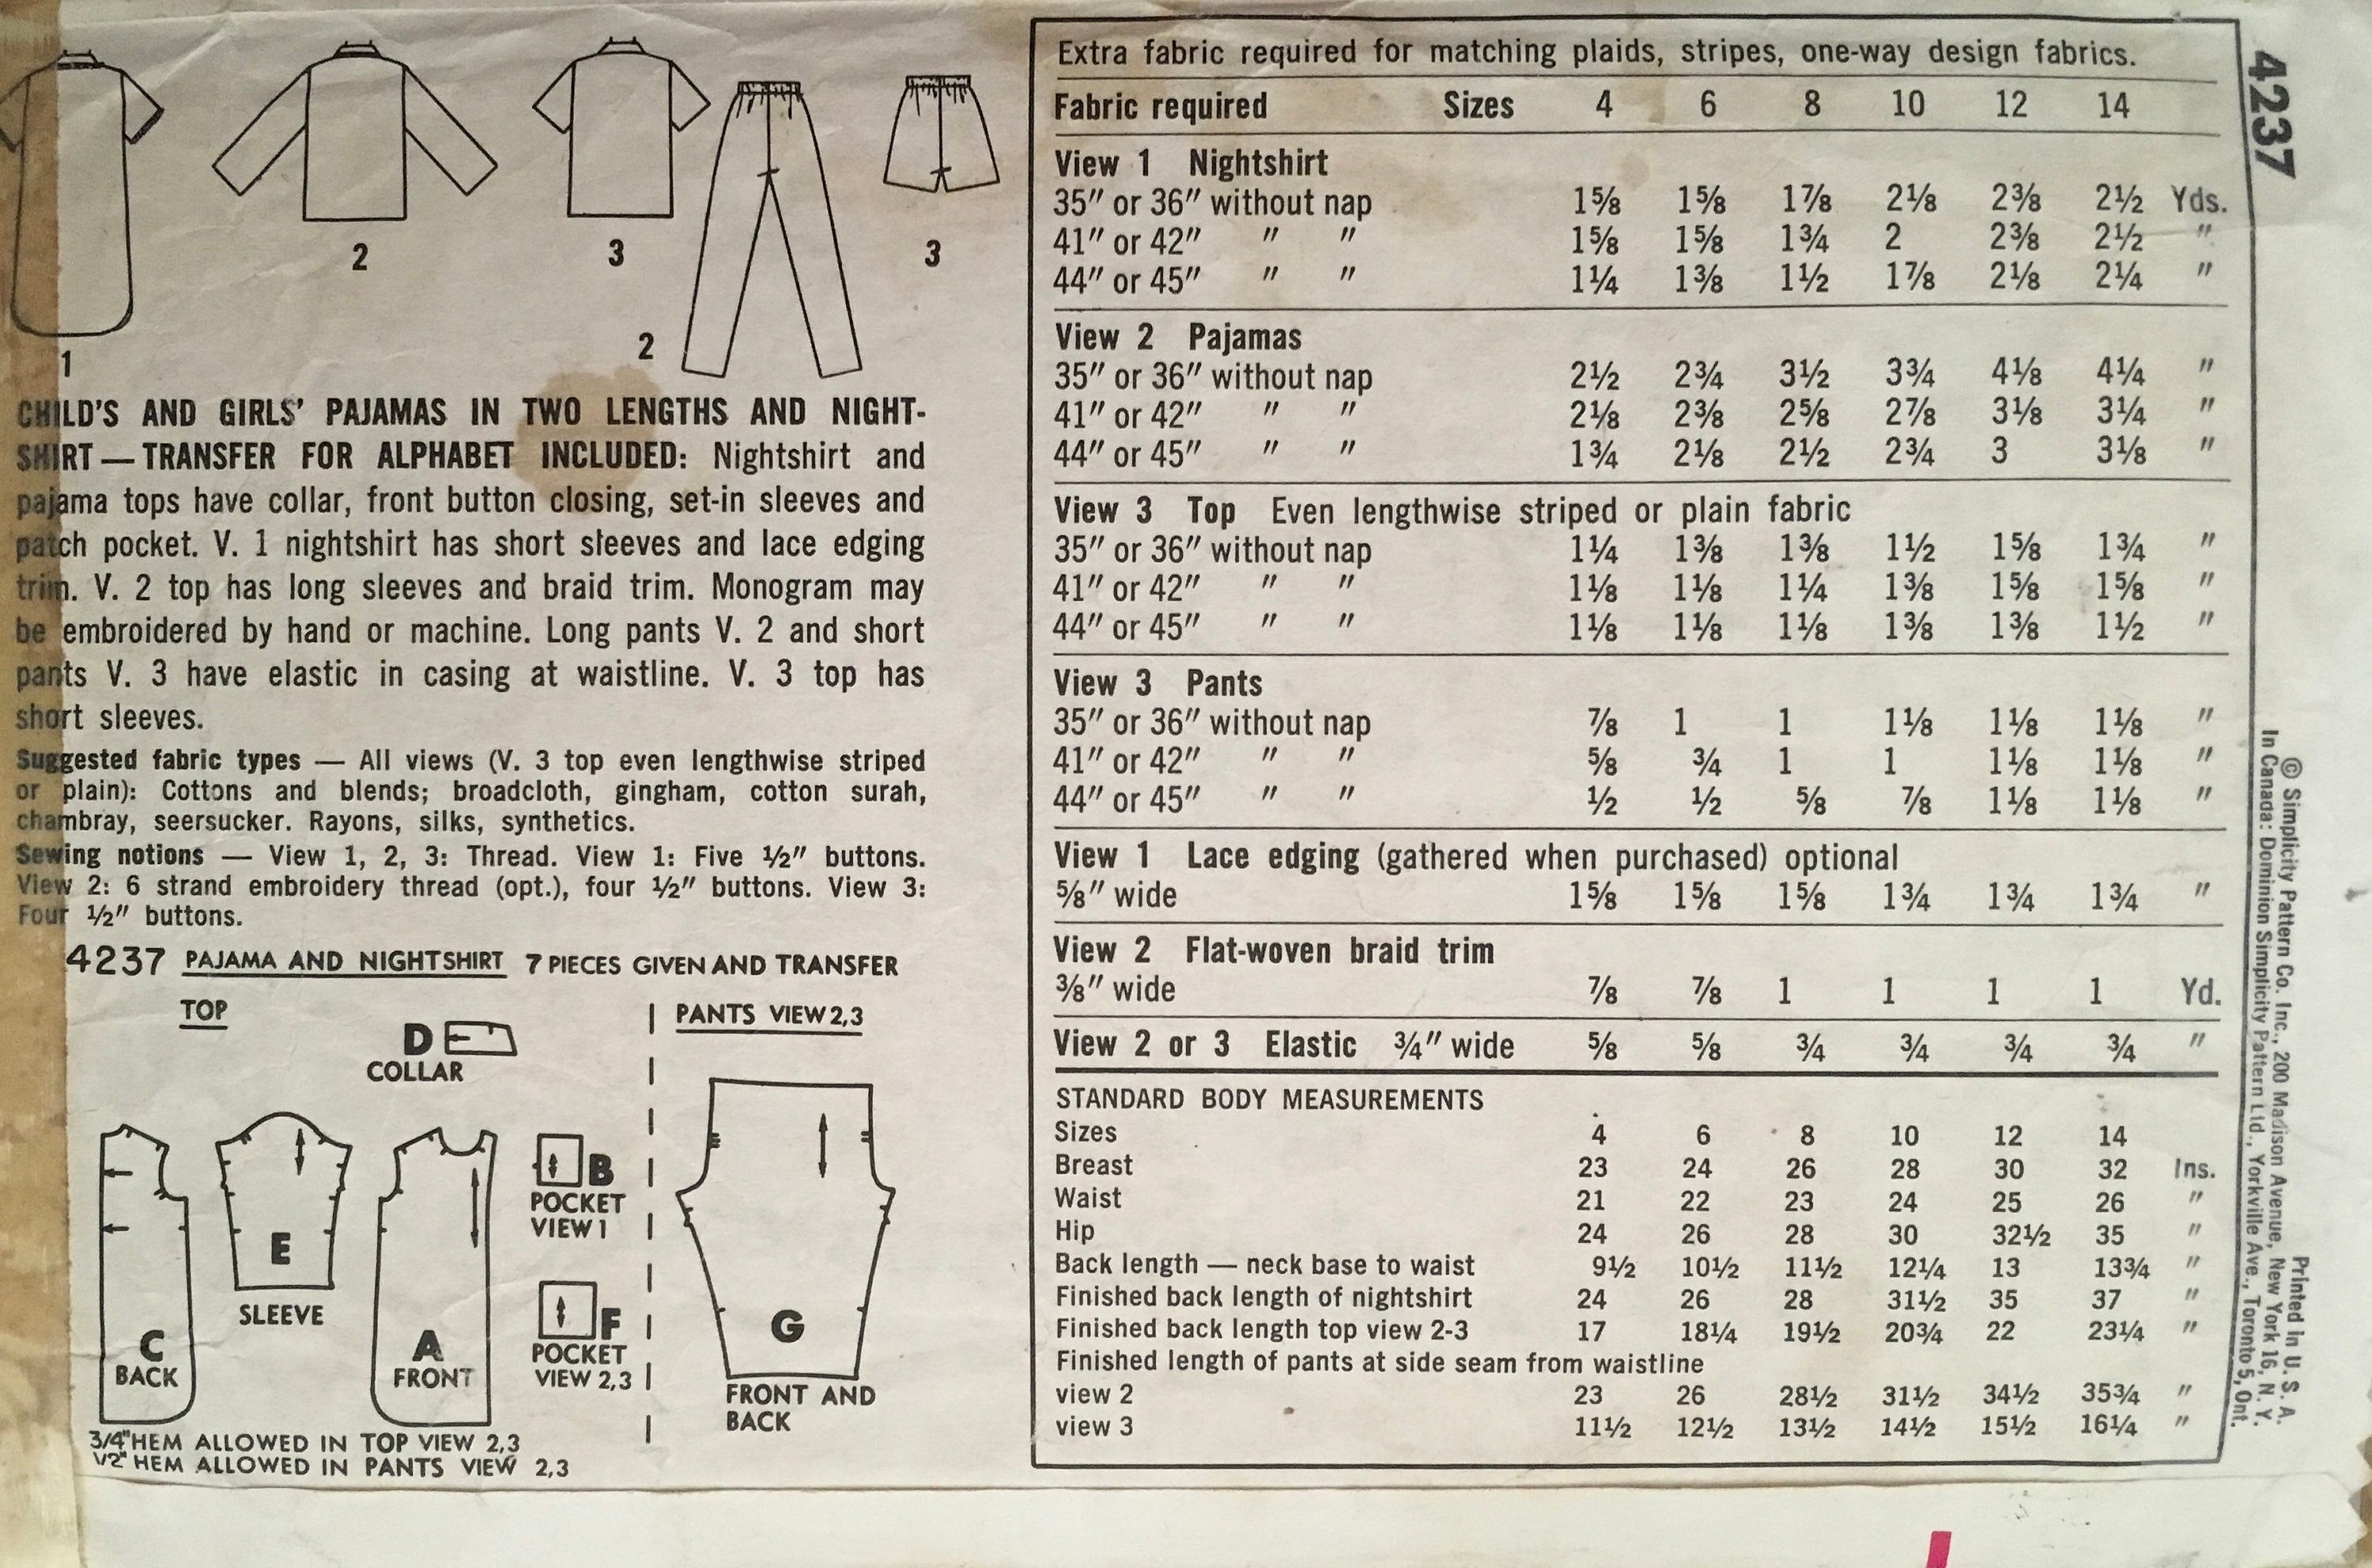 1
2
3
2
3
CHILD'S AND GIRLS' PAJAMAS IN TWO LENGTHS AND NIGHT-
SHIRT — TRANSFER FOR ALPHABET INCLUDED: Nightshirt and
pajama tops have collar, front button closing, set-in sleeves and
patch pocket. V. 1 nightshirt has short sleeves and lace edging
trim. V. 2 top has long sleeves and braid trim. Monogram may
be embroidered by hand or machine. Long pants V. 2 and short
pants V. 3 have elastic in casing at waistline. V. 3 top has
short sleeves.
Suggested fabric types — All views (V. 3 top even lengthwise striped
or plain): Cottons and blends; broadcloth, gingham, cotton surah,
chambray, seersucker. Rayons, silks, synthetics.
Sewing notions — View 1, 2, 3: Thread. View 1: Five ½" buttons.
View 2: 6 strand embroidery thread (opt.), four ½" buttons. View 3:
Four ½" buttons.
4237 PAJAMA AND NIGHTSHIRT 7 PIECES GIVEN AND TRANSFER
TOP
PANTS VIEW 2,3
D
COLLAR
C
BACK
E
SLEEVE
A
FRONT
B
POCKET
VIEW 1
F
POCKET
VIEW 2,3
G
FRONT AND
BACK
3/4" HEM ALLOWED IN TOP VIEW 2,3
1/2" HEM ALLOWED IN PANTS VIEW 2,3
Extra fabric required for matching plaids, stripes, one-way design fabrics.
Fabric required Sizes 4 6 8 10 12 14
View 1 Nightshirt
35" or 36" without nap 1⅝ 1⅝ 1⅞ 2⅛ 2⅜ 2½ Yds.
41" or 42" " " 1⅝ 1⅝ 1¾ 2 2⅜ 2½ "
44" or 45" " " 1¼ 1⅜ 1½ 1⅞ 2⅛ 2¼ "
View 2 Pajamas
35" or 36" without nap 2½ 2¾ 3½ 3¾ 4⅛ 4¼ "
41" or 42" " " 2⅛ 2⅜ 2⅝ 2⅞ 3⅛ 3¼ "
44" or 45" " " 1¾ 2⅛ 2½ 2¾ 3 3⅛ "
View 3 Top Even lengthwise striped or plain fabric
35" or 36" without nap 1¼ 1⅜ 1⅜ 1½ 1⅝ 1¾ "
41" or 42" " " 1⅛ 1⅛ 1¼ 1⅜ 1⅝ 1⅝ "
44" or 45" " " 1⅛ 1⅛ 1⅛ 1⅜ 1⅜ 1½ "
View 3 Pants
35" or 36" without nap ⅞ 1 1 1⅛ 1⅛ 1⅛ "
41" or 42" " " ⅝ ¾ 1 1 1⅛ 1⅛ "
44" or 45" " " ½ ½ ⅝ ⅞ 1⅛ 1⅛ "
View 1 Lace edging (gathered when purchased) optional
⅝" wide 1⅝ 1⅝ 1⅝ 1¾ 1¾ 1¾ "
View 2 Flat-woven braid trim
⅜" wide ⅞ ⅞ 1 1 1 1 Yd.
View 2 or 3 Elastic ¾" wide ⅝ ⅝ ¾ ¾ ¾ ¾ "
STANDARD BODY MEASUREMENTS
Sizes 4 6 8 10 12 14
Breast 23 24 26 28 30 32 Ins.
Waist 21 22 23 24 25 26 "
Hip 24 26 28 30 32½ 35 "
Back length — neck base to waist 9½ 10½ 11½ 12¼ 13 13¾ "
Finished back length of nightshirt 24 26 28 31½ 35 37 "
Finished back length top view 2-3 17 18¼ 19½ 20¾ 22 23¼ "
Finished length of pants at side seam from waistline
view 2 23 26 28½ 31½ 34½ 35¾ "
view 3 11½ 12½ 13½ 14½ 15½ 16¼ "
4237
Printed in U. S. A.
© Simplicity Pattern Co. Inc., 200 Madison Avenue, New York 16, N. Y.
In Canada: Dominion Simplicity Pattern Ltd., Yorkville Ave., Toronto 5, Ont.